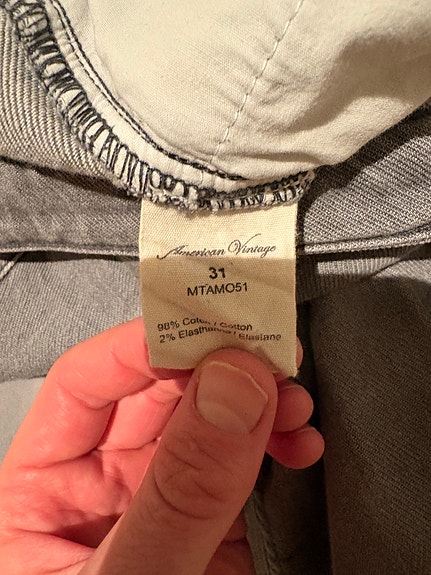 American Vintage
31
MTAMO51
98% Coton / Cotton
2% Elasthanne / Elastane